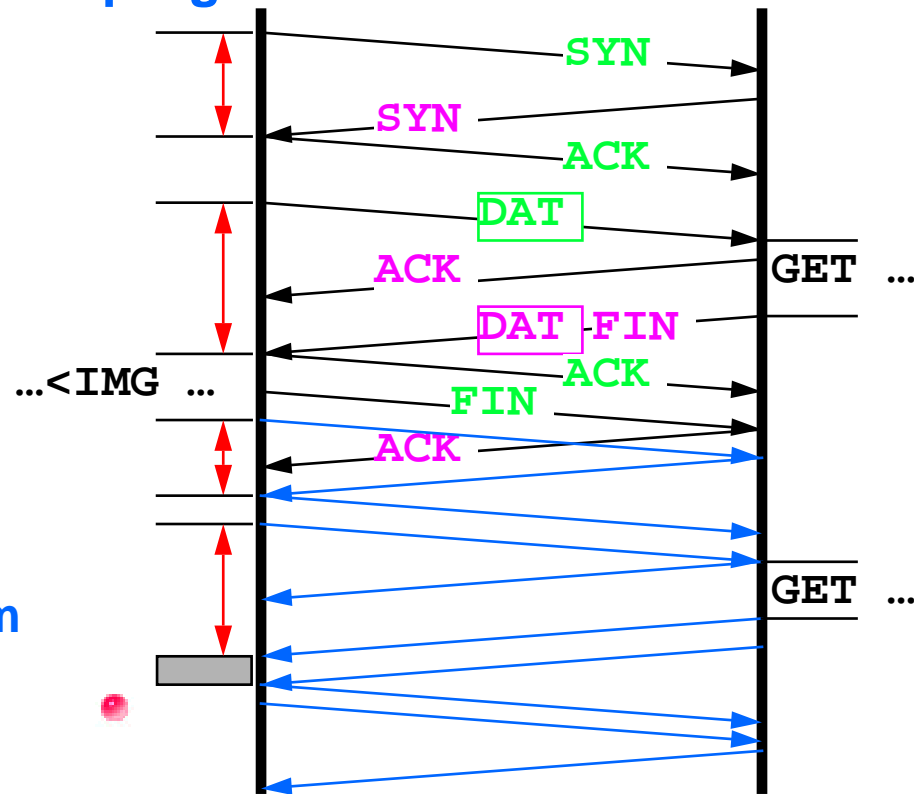 SYN
SYN
ACK
DAT
ACK
GET …
DAT FIN
ACK
…<IMG …
FIN
ACK
GET …
m